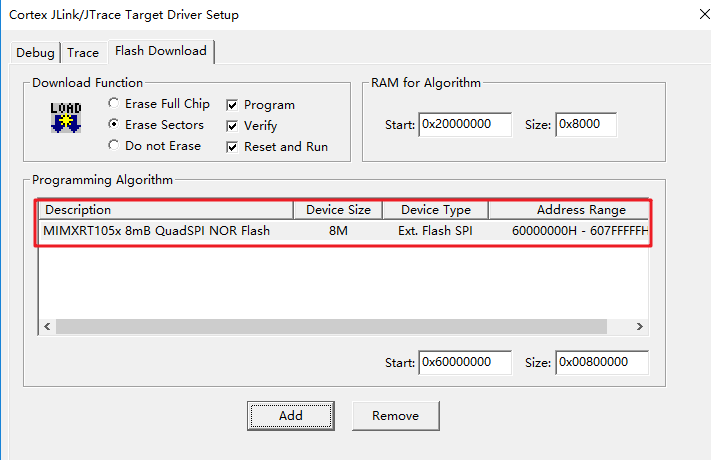 Cortex JLink/JTrace Target Driver Setup
Debug Trace Flash Download
Download Function
LOAD
Erase Full Chip
Erase Sectors
Do not Erase
Program
Verify
Reset and Run
RAM for Algorithm
Start: 0x20000000 Size: 0x8000
Programming Algorithm
Description Device Size Device Type Address Range
MIMXRT105x 8mB QuadSPI NOR Flash 8M Ext. Flash SPI 60000000H - 607FFFFFH
Start: 0x60000000 Size: 0x00800000
Add Remove